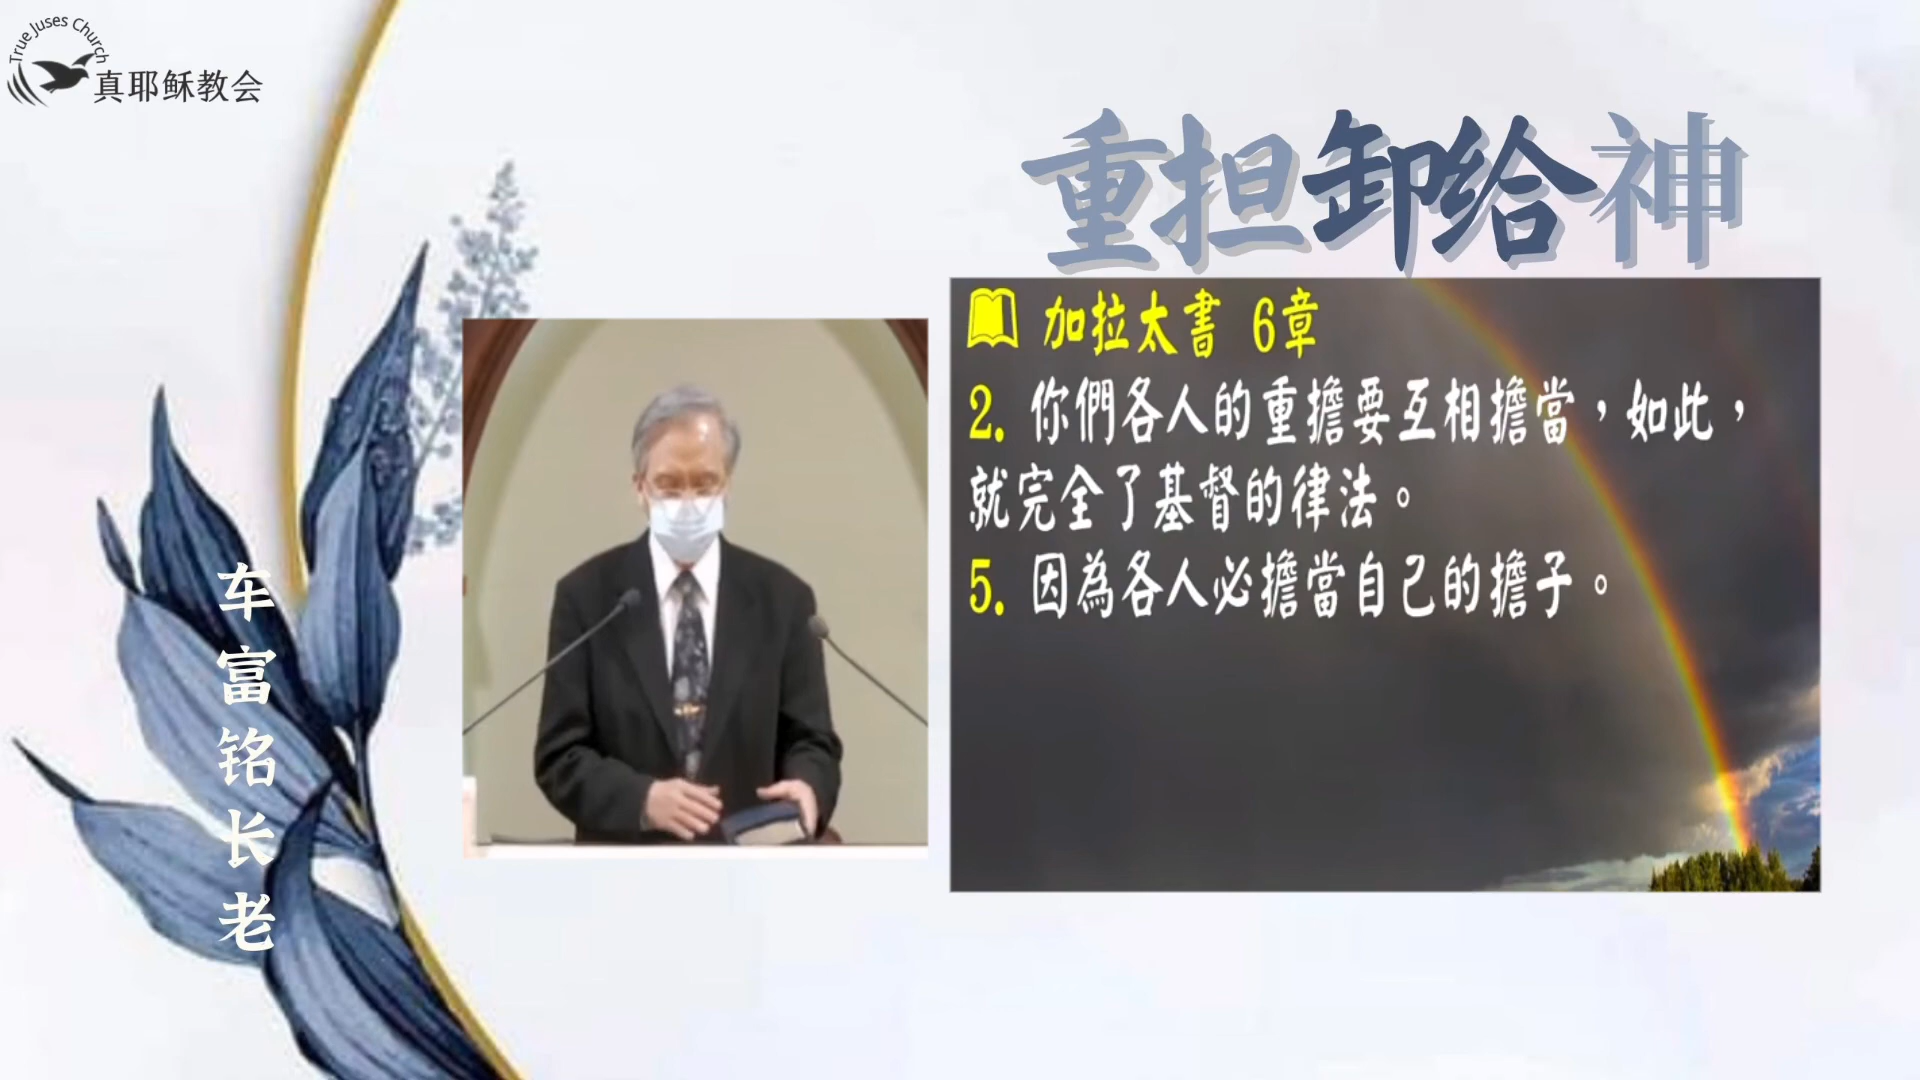 True Juses Church
真耶稣教会
重担卸给神
加拉太書 6章
2. 你們各人的重擔要互相擔當，如此，
就完全了基督的律法。
5. 因為各人必擔當自己的擔子。
车富铭长老